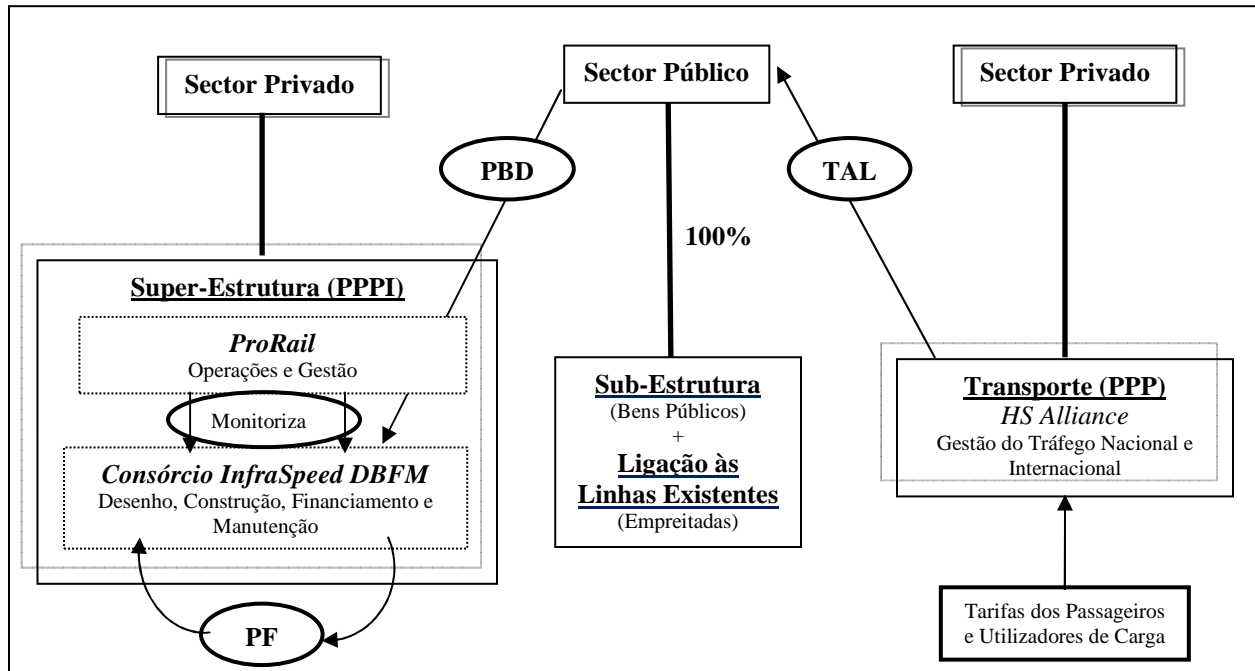 Sector Privado
Sector Público
Sector Privado
PBD
TAL
100%
Super-Estrutura (PPPI)
ProRail
Operações e Gestão
Monitoriza
Consórcio InfraSpeed DBFM
Desenho, Construção, Financiamento e
Manutenção
PF
Sub-Estrutura
(Bens Públicos)
+
Ligação às
Linhas Existentes
(Empreitadas)
Transporte (PPP)
HS Alliance
Gestão do Tráfego Nacional e
Internacional
Tarifas dos Passageiros
e Utilizadores de Carga